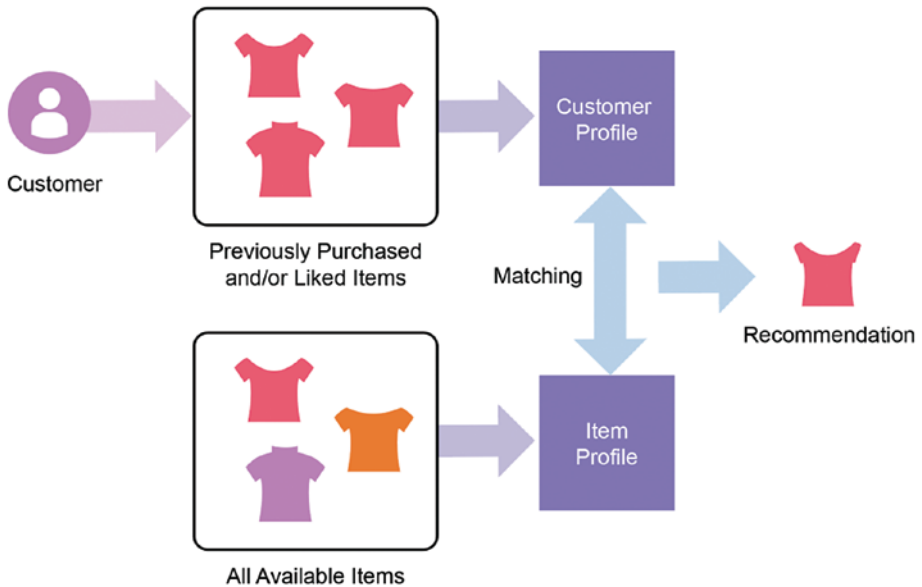 Customer
Previously Purchased
and/or Liked Items
Customer
Profile
Matching
Recommendation
Item
Profile
All Available Items